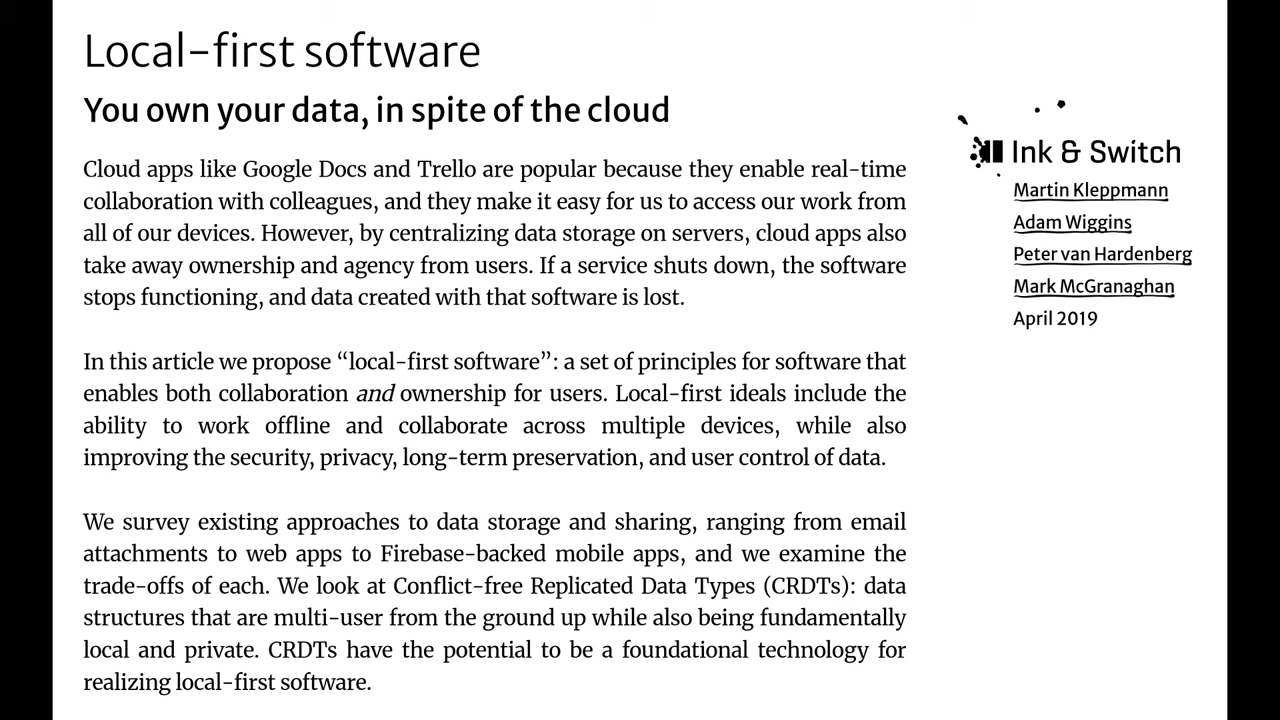 Local-first software
You own your data, in spite of the cloud
Cloud apps like Google Docs and Trello are popular because they enable real-time
collaboration with colleagues, and they make it easy for us to access our work from
all of our devices. However, by centralizing data storage on servers, cloud apps also
take away ownership and agency from users. If a service shuts down, the software
stops functioning, and data created with that software is lost.
In this article we propose “local-first software”: a set of principles for software that
enables both collaboration and ownership for users. Local-first ideals include the
ability to work offline and collaborate across multiple devices, while also
improving the security, privacy, long-term preservation, and user control of data.
We survey existing approaches to data storage and sharing, ranging from email
attachments to web apps to Firebase-backed mobile apps, and we examine the
trade-offs of each. We look at Conflict-free Replicated Data Types (CRDTs): data
structures that are multi-user from the ground up while also being fundamentally
local and private. CRDTs have the potential to be a foundational technology for
realizing local-first software.
Ink & Switch
Martin Kleppmann
Adam Wiggins
Peter van Hardenberg
Mark McGranaghan
April 2019